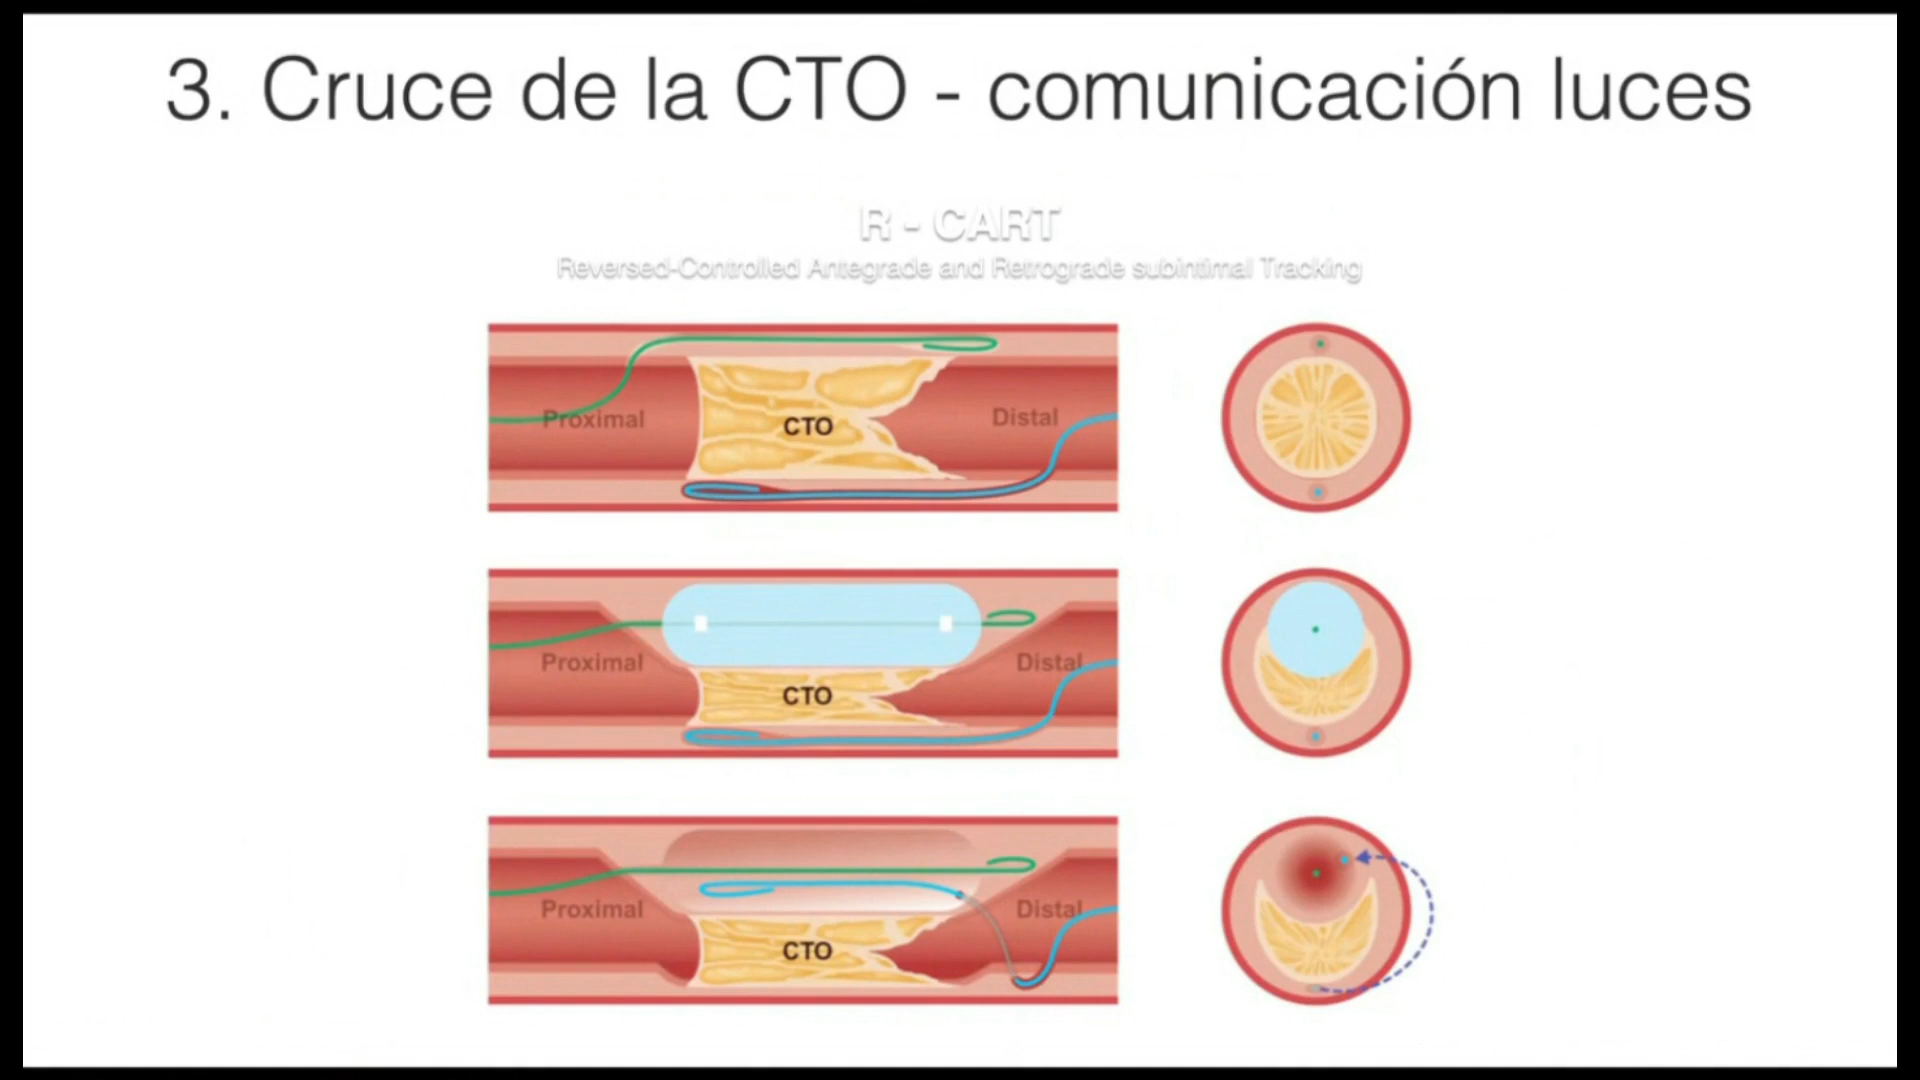 3. Cruce de la CTO - comunicación luces
R - CART
Reversed-Controlled Antegrade and Retrograde subintimal Tracking
Proximal
CTO
Distal
Proximal
CTO
Distal
Proximal
CTO
Distal